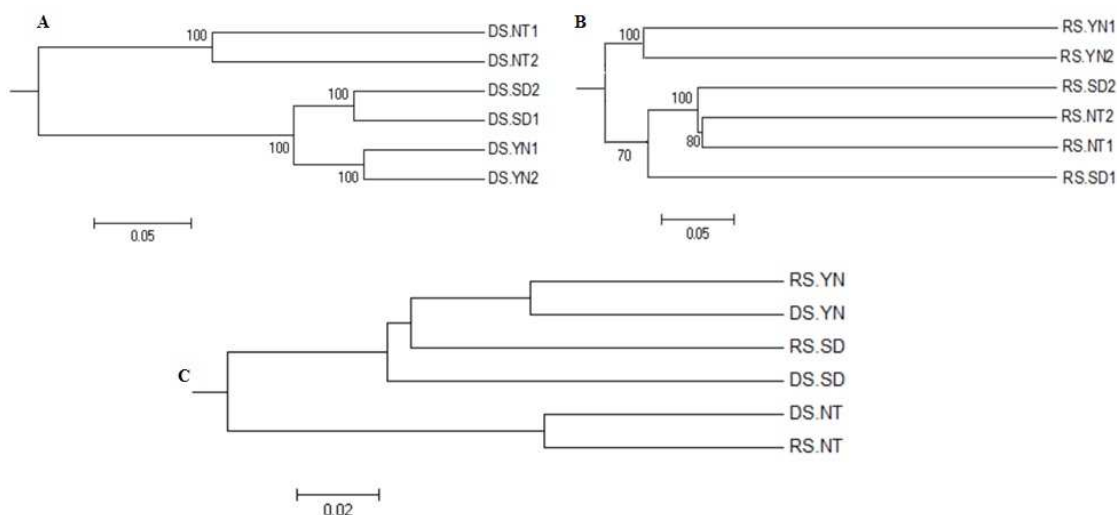 A
100
DS.NT1
DS.NT2
100
DS.SD2
DS.SD1
100
100
DS.YN1
DS.YN2
0.05
B
100
RS.YN1
RS.YN2
100
RS.SD2
RS.NT2
80
RS.NT1
70
RS.SD1
0.05
C
RS.YN
DS.YN
RS.SD
DS.SD
DS.NT
RS.NT
0.02